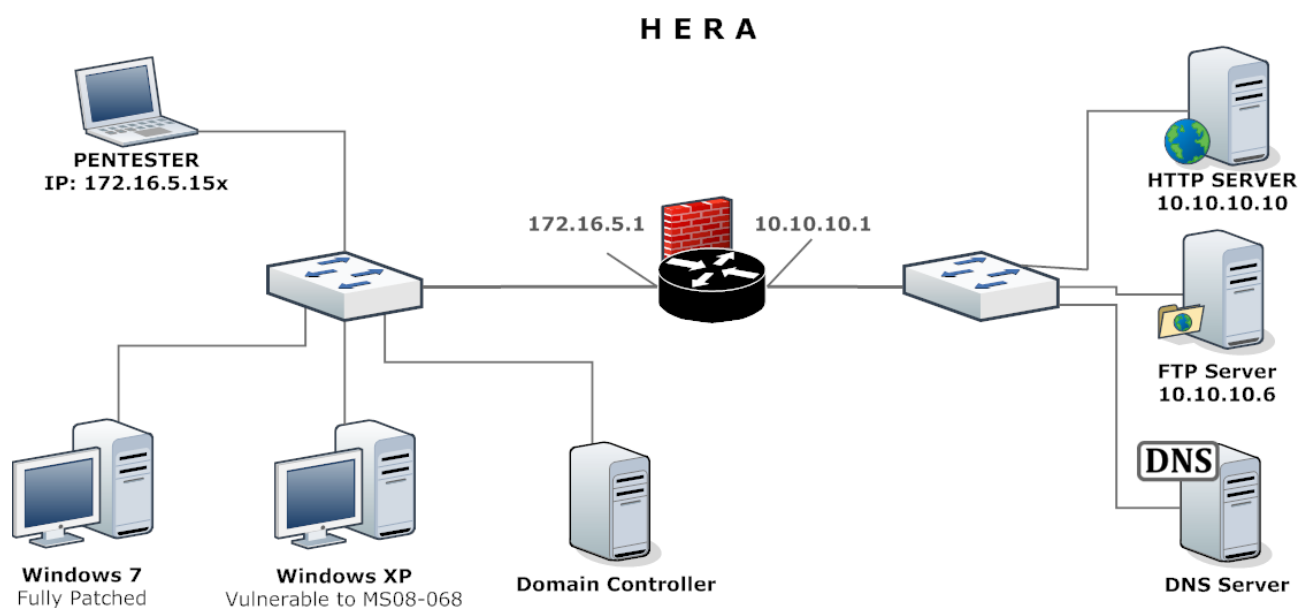 H E R A
PENTESTER
IP: 172.16.5.15x
172.16.5.1
10.10.10.1
HTTP SERVER
10.10.10.10
FTP Server
10.10.10.6
Windows 7
Fully Patched
Windows XP
Vulnerable to MS08-068
Domain Controller
DNS
DNS Server